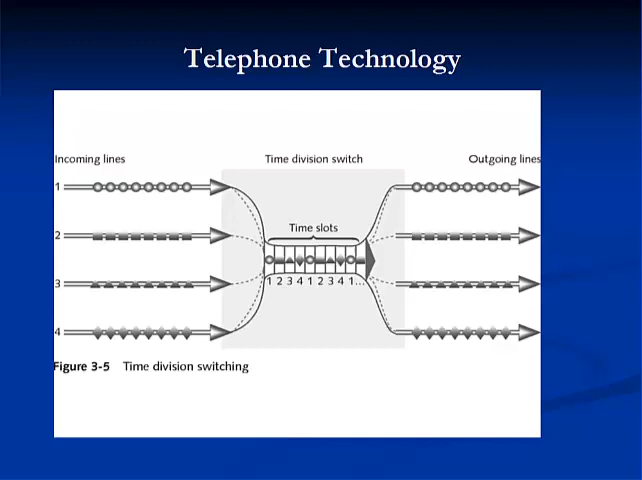 Telephone Technology
Incoming lines
Time division switch
Outgoing lines
1
2
3
4
Time slots
1 2 3 4 1 2 3 4 1...
Figure 3-5 Time division switching